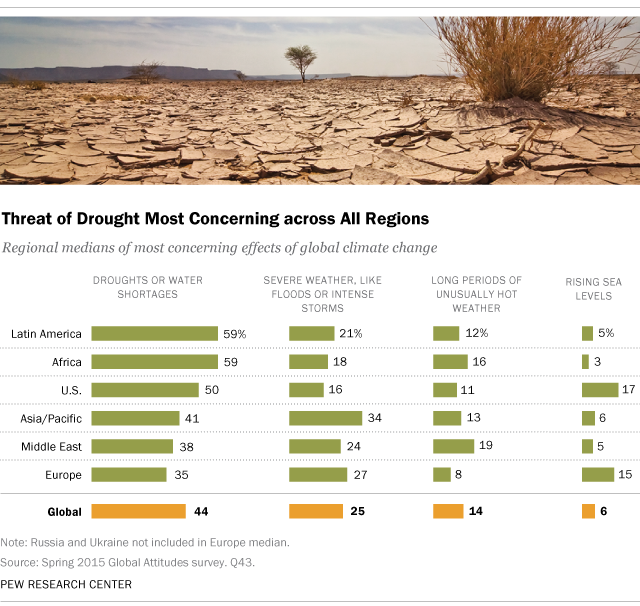 Threat of Drought Most Concerning across All Regions
Regional medians of most concerning effects of global climate change
DROUGHTS OR WATER
SHORTAGES
SEVERE WEATHER, LIKE
FLOODS OR INTENSE
STORMS
LONG PERIODS OF
UNUSUALLY HOT
WEATHER
RISING SEA
LEVELS
Latin America 59% 21% 12% 5%
Africa 59 18 16 3
U.S. 50 16 11 17
Asia/Pacific 41 34 13 6
Middle East 38 24 19 5
Europe 35 27 8 15
Global 44 25 14 6
Note: Russia and Ukraine not included in Europe median.
Source: Spring 2015 Global Attitudes survey. Q43.
PEW RESEARCH CENTER